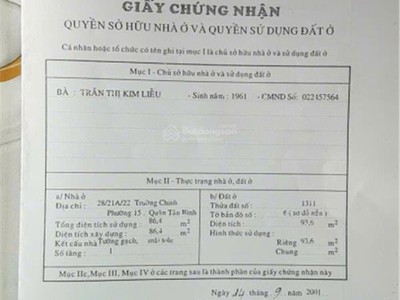 GIẤY CHỨNG NHẬN
QUYỀN SỞ HỮU NHÀ Ở VÀ QUYỀN SỬ DỤNG ĐẤT Ở
Cá nhân hoặc tổ chức có tên ghi tại mục I là chủ sở hữu nhà ở và sử dụng đất ở
Mục I - Chủ sở hữu nhà ở và sử dụng đất ở
BÀ : TRẦN THỊ KIM LIỄU - Sinh năm : 1961 - CMND Số: 022157564
Batdongsan
Mục II - Thực trạng nhà ở, đất ở
a/ Nhà ở b/ Đất ở
Địa chỉ : 28/21A/22 Trường Chinh Thửa đất số: 1311
Phường 15 , Quận Tân Bình Tờ bản đồ số: 6 ( sơ đồ nền )
Tổng diện tích sử dụng: 86,4 m2 Diện tích : 93,6 m2
Diện tích xây dựng: 86,4 m2 Hình thức sử dụng:
Kết cấu nhà: Tường gạch, mái tole Riêng 93,6 m2
Số tầng : 1 Chung m2
Mục IIc, Mục III, Mục IV ở các trang sau là thành phần của giấy chứng nhận này
Ngày 14 tháng 9 năm 2001